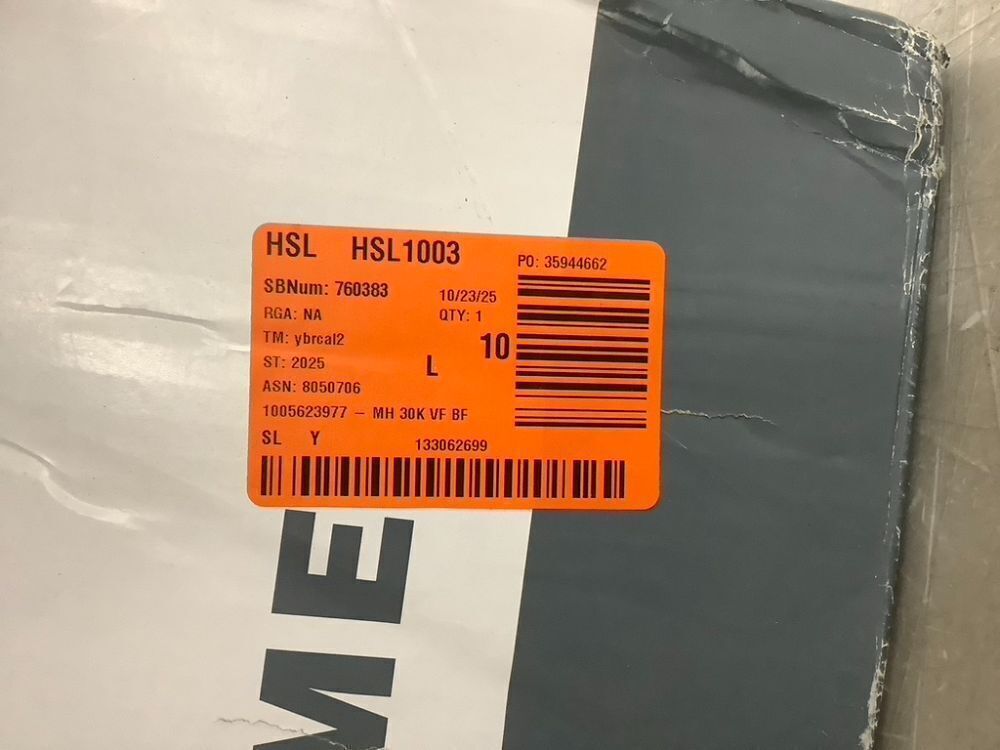 HSL HSL1003
PO: 35944662
SBNum: 760383
10/23/25
RGA: NA
QTY: 1
TM: ybrcal2
10
ST: 2025
L
ASN: 8050706
1005623977 – MH 30K VF BF
SL Y
133062699
ME